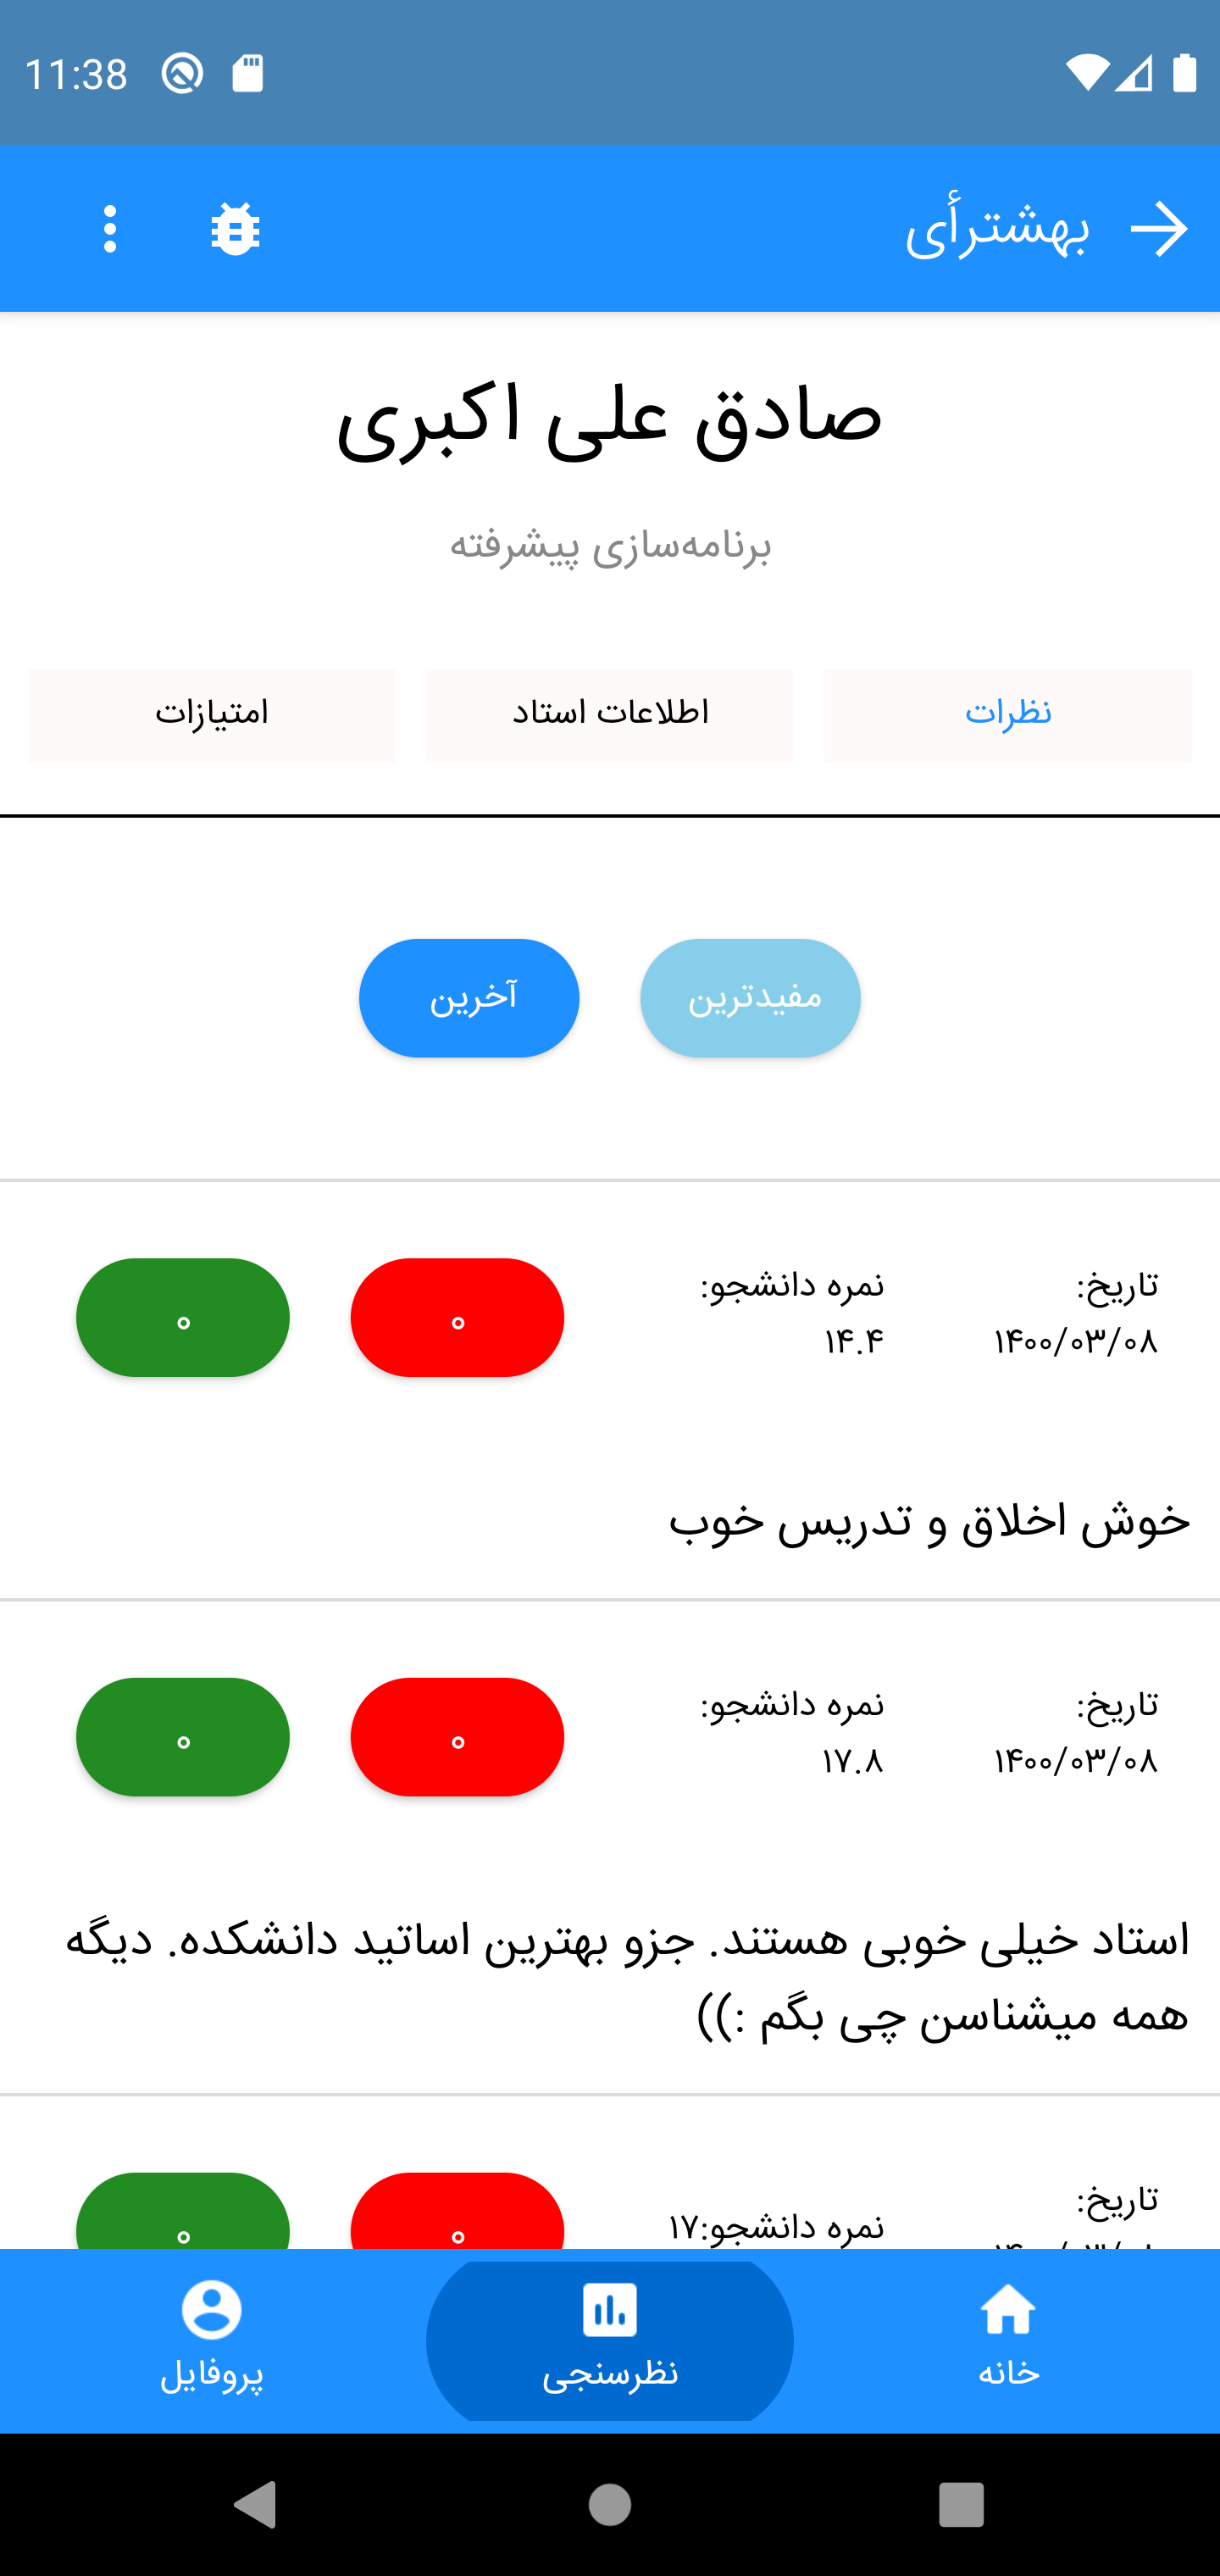 11:38
بهشترأی
صادق علی اکبری
برنامه‌سازی پیشرفته
نظرات
اطلاعات استاد
امتیازات
مفیدترین
آخرین
تاریخ:
۱۴۰۰/۰۳/۰۸
نمره دانشجو:
۱۴.۴
۰
۰
خوش اخلاق و تدریس خوب
تاریخ:
۱۴۰۰/۰۳/۰۸
نمره دانشجو:
۱۷.۸
۰
۰
استاد خیلی خوبی هستند. جزو بهترین اساتید دانشکده. دیگه
همه میشناسن چی بگم :))
تاریخ:
نمره دانشجو:۱۷
۰
۰
خانه
نظرسنجی
پروفایل